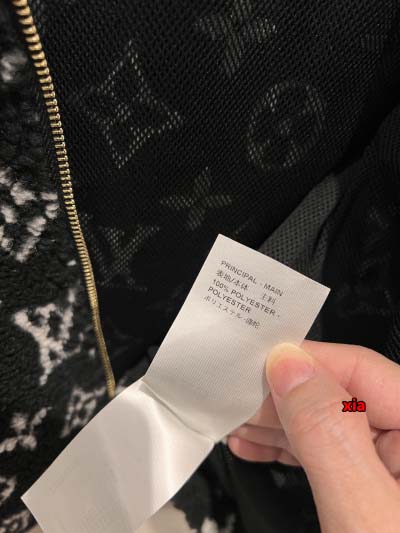 PRINCIPAL - MAIN
表地/本体 主料
100% POLYESTER -
POLYESTER
ポリエステル -涤纶
xia